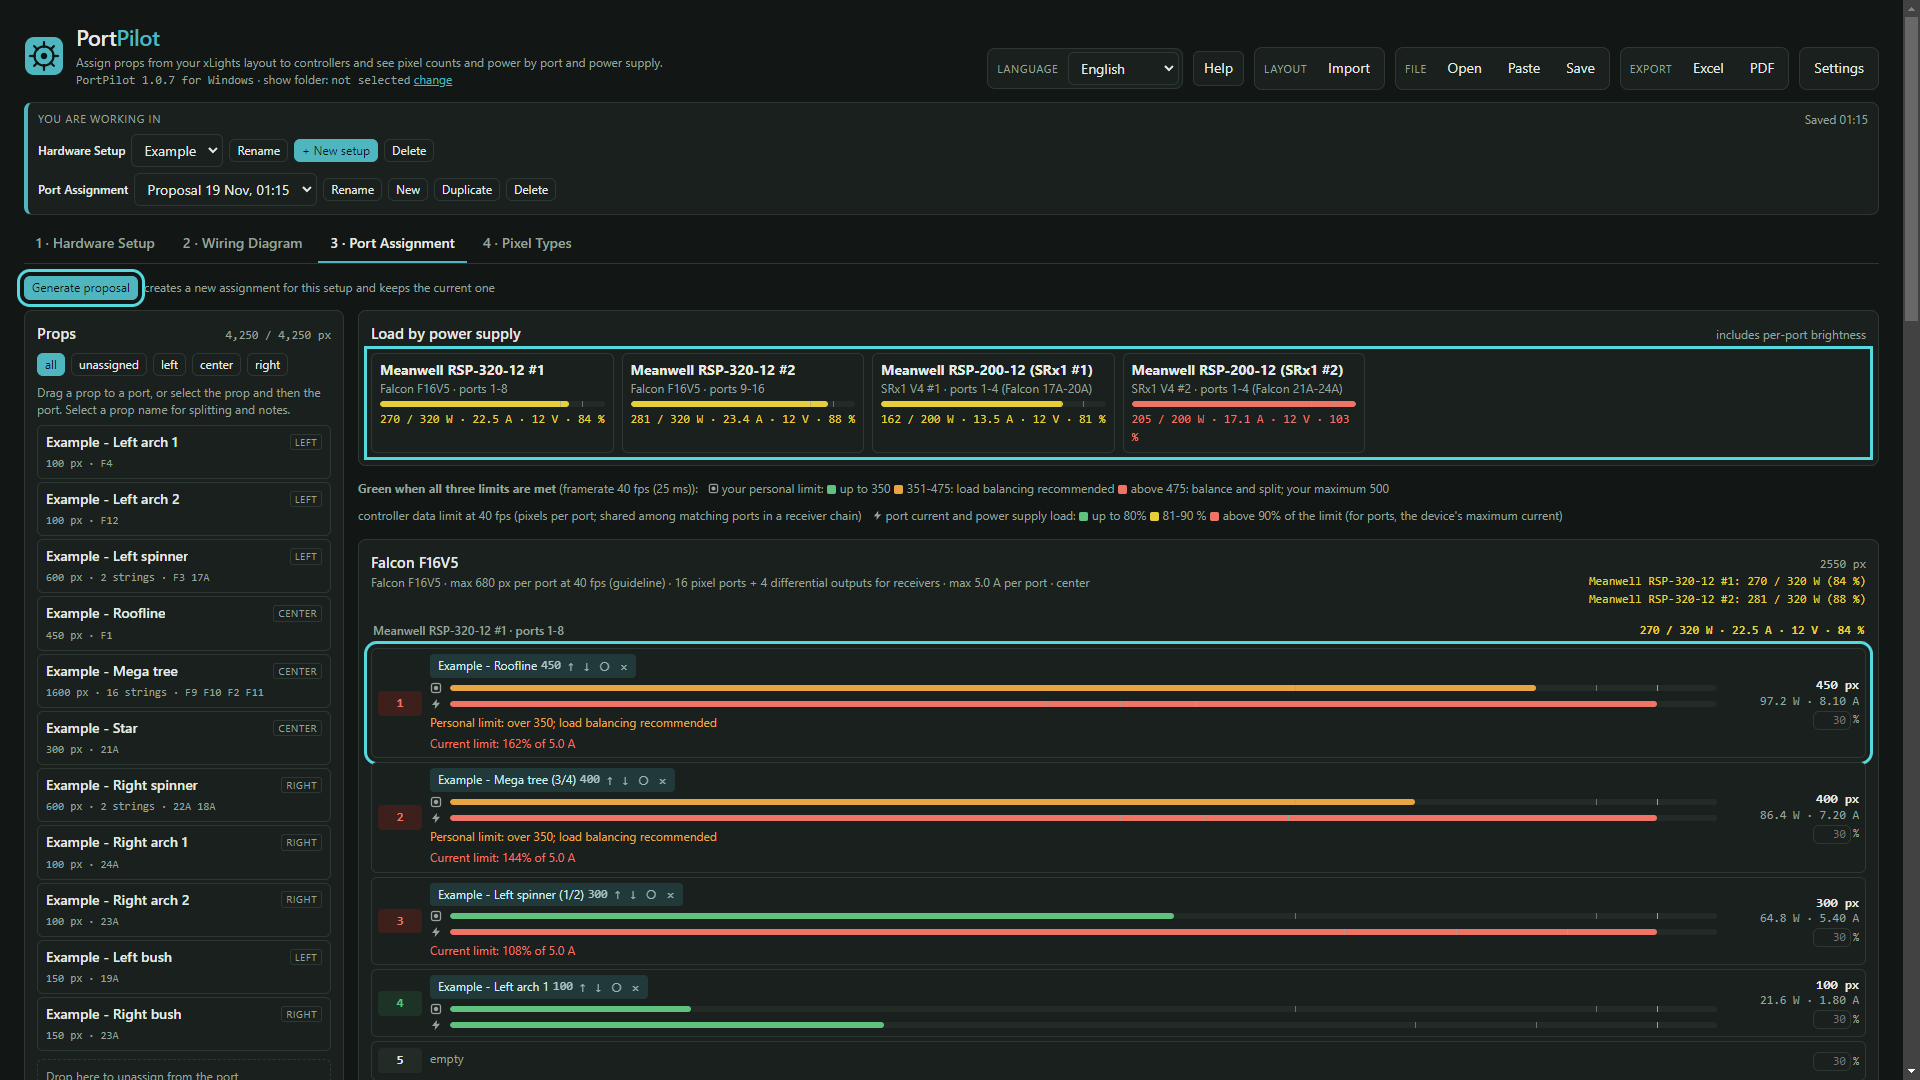 PortPilot
Assign props from your xLights layout to controllers and see pixel counts and power by port and power supply.
PortPilot 1.0.7 for Windows · show folder: not selected change
LANGUAGE English Help LAYOUT Import FILE Open Paste Save EXPORT Excel PDF Settings
YOU ARE WORKING IN
Saved 01:15
Hardware Setup Example Rename + New setup Delete
Port Assignment Proposal 19 Nov, 01:15 Rename New Duplicate Delete
1 · Hardware Setup 2 · Wiring Diagram 3 · Port Assignment 4 · Pixel Types
Generate proposal creates a new assignment for this setup and keeps the current one
Props 4,250 / 4,250 px
all unassigned left center right
Drag a prop to a port, or select the prop and then the
port. Select a prop name for splitting and notes.
Example - Left arch 1 LEFT
100 px · F4
Example - Left arch 2 LEFT
100 px · F12
Example - Left spinner LEFT
600 px · 2 strings · F3 17A
Example - Roofline CENTER
450 px · F1
Example - Mega tree CENTER
1600 px · 16 strings · F9 F10 F2 F11
Example - Star CENTER
300 px · 21A
Example - Right spinner RIGHT
600 px · 2 strings · 22A 18A
Example - Right arch 1 RIGHT
100 px · 24A
Example - Right arch 2 RIGHT
100 px · 23A
Example - Left bush LEFT
150 px · 19A
Example - Right bush RIGHT
150 px · 23A
Drop here to unassign from the port
Load by power supply includes per-port brightness
Meanwell RSP-320-12 #1
Falcon F16V5 · ports 1-8
270 / 320 W · 22.5 A · 12 V · 84 %
Meanwell RSP-320-12 #2
Falcon F16V5 · ports 9-16
281 / 320 W · 23.4 A · 12 V · 88 %
Meanwell RSP-200-12 (SRx1 #1)
SRx1 V4 #1 · ports 1-4 (Falcon 17A-20A)
162 / 200 W · 13.5 A · 12 V · 81 %
Meanwell RSP-200-12 (SRx1 #2)
SRx1 V4 #2 · ports 1-4 (Falcon 21A-24A)
205 / 200 W · 17.1 A · 12 V · 103
%
Green when all three limits are met (framerate 40 fps (25 ms)): your personal limit: up to 350 351-475: load balancing recommended above 475: balance and split; your maximum 500
controller data limit at 40 fps (pixels per port; shared among matching ports in a receiver chain) port current and power supply load: up to 80% 81-90 % above 90% of the limit (for ports, the device's maximum current)
Falcon F16V5 2550 px
Falcon F16V5 · max 680 px per port at 40 fps (guideline) · 16 pixel ports + 4 differential outputs for receivers · max 5.0 A per port · center
Meanwell RSP-320-12 #1: 270 / 320 W (84 %)
Meanwell RSP-320-12 #2: 281 / 320 W (88 %)
Meanwell RSP-320-12 #1 · ports 1-8 270 / 320 W · 22.5 A · 12 V · 84 %
1
Example - Roofline 450 ↑ ↓ ×
450 px
97.2 W · 8.10 A
30 %
Personal limit: over 350; load balancing recommended
Current limit: 162% of 5.0 A
2
Example - Mega tree (3/4) 400 ↑ ↓ ×
400 px
86.4 W · 7.20 A
30 %
Personal limit: over 350; load balancing recommended
Current limit: 144% of 5.0 A
3
Example - Left spinner (1/2) 300 ↑ ↓ ×
300 px
64.8 W · 5.40 A
30 %
Current limit: 108% of 5.0 A
4
Example - Left arch 1 100 ↑ ↓ ×
100 px
21.6 W · 1.80 A
30 %
5 empty 30 %